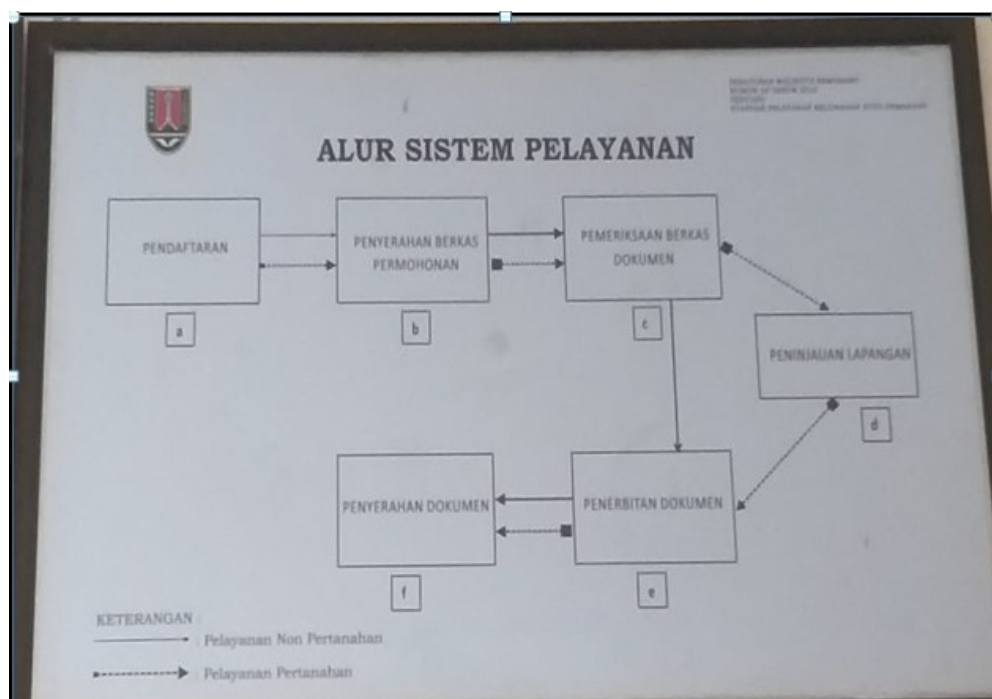 ALUR SISTEM PELAYANAN
PENDAFTARAN
a
PENYERAHAN BERKAS
PERMOHONAN
b
PEMERIKSAAN BERKAS
DOKUMEN
c
PENINJAUAN LAPANGAN
d
PENERBITAN DOKUMEN
e
PENYERAHAN DOKUMEN
f
KETERANGAN :
: Pelayanan Non Pertanahan
: Pelayanan Pertanahan